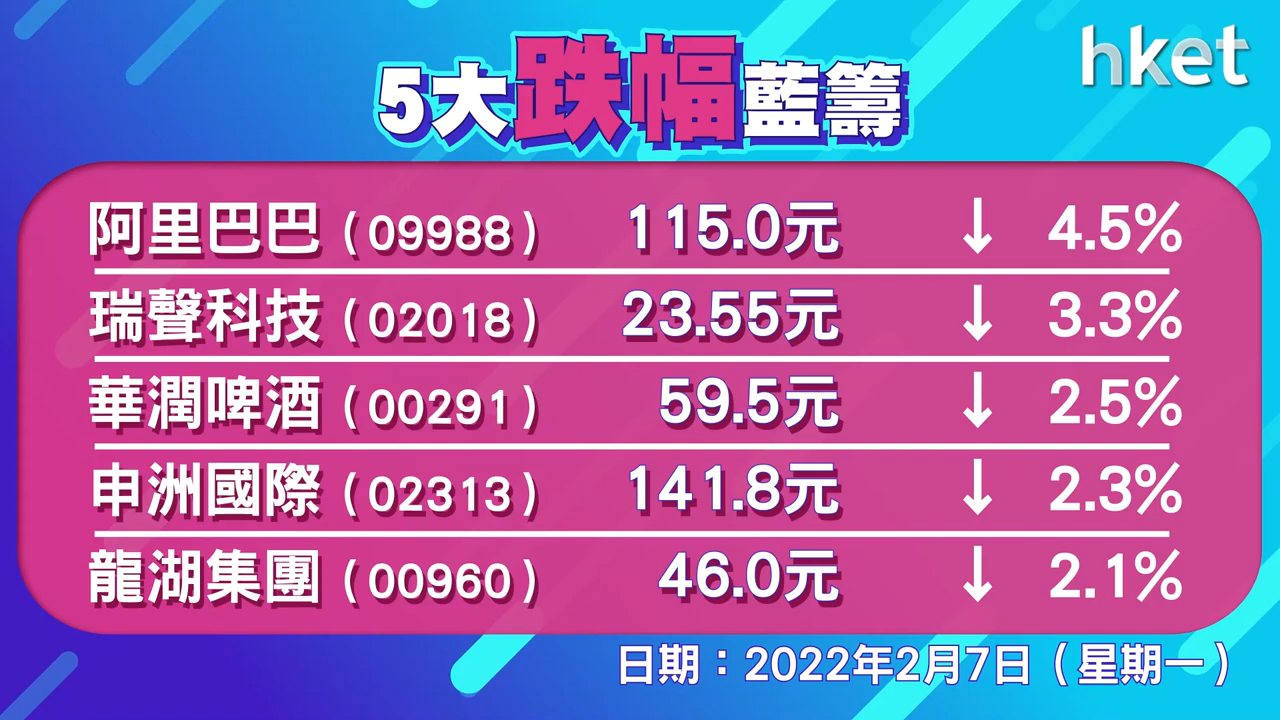 hket
5大跌幅藍籌
阿里巴巴（09988） 115.0元 ↓ 4.5%
瑞聲科技（02018） 23.55元 ↓ 3.3%
華潤啤酒（00291） 59.5元 ↓ 2.5%
申洲國際（02313） 141.8元 ↓ 2.3%
龍湖集團（00960） 46.0元 ↓ 2.1%
日期：2022年2月7日（星期一）